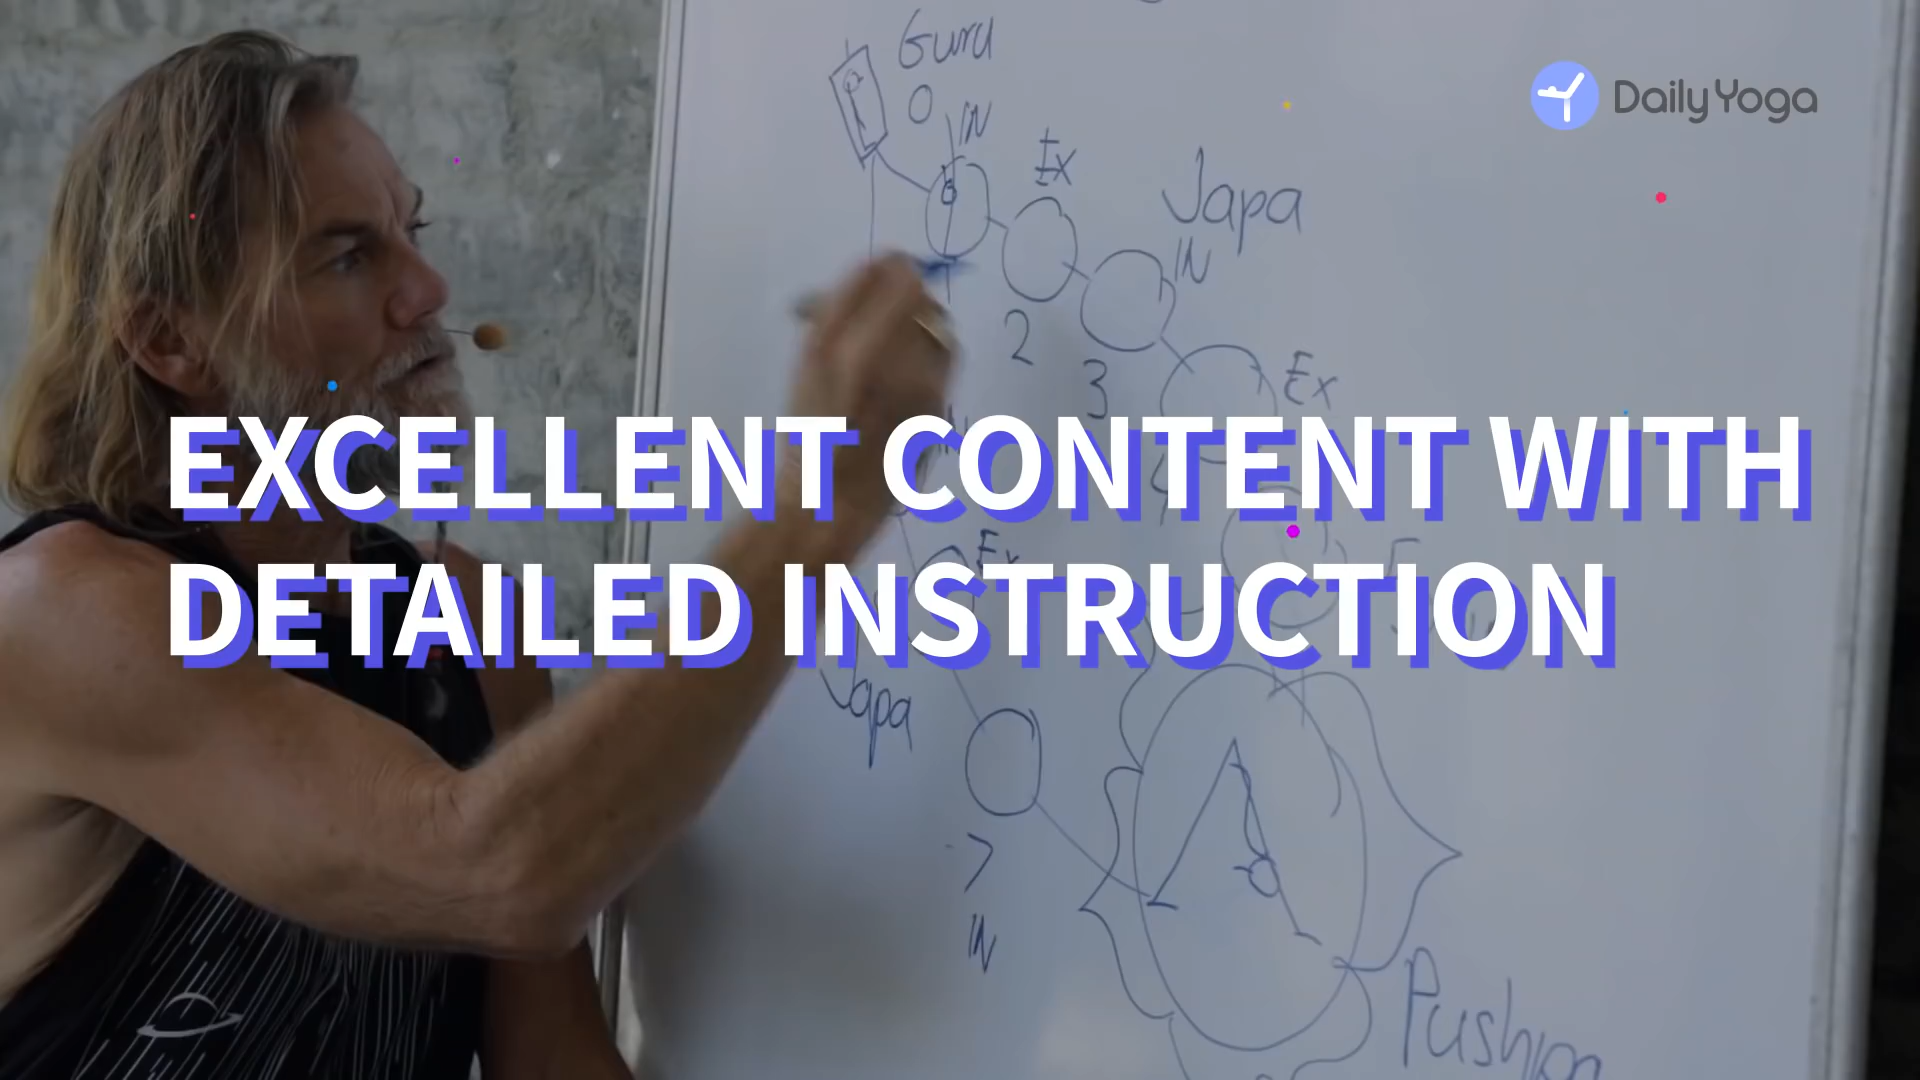 Guru
0
IN
Ex
Japa
IN
2
3
Ex
Daily Yoga
EXCELLENT CONTENT WITH
DETAILED INSTRUCTION
Ex
Japa
7
IN